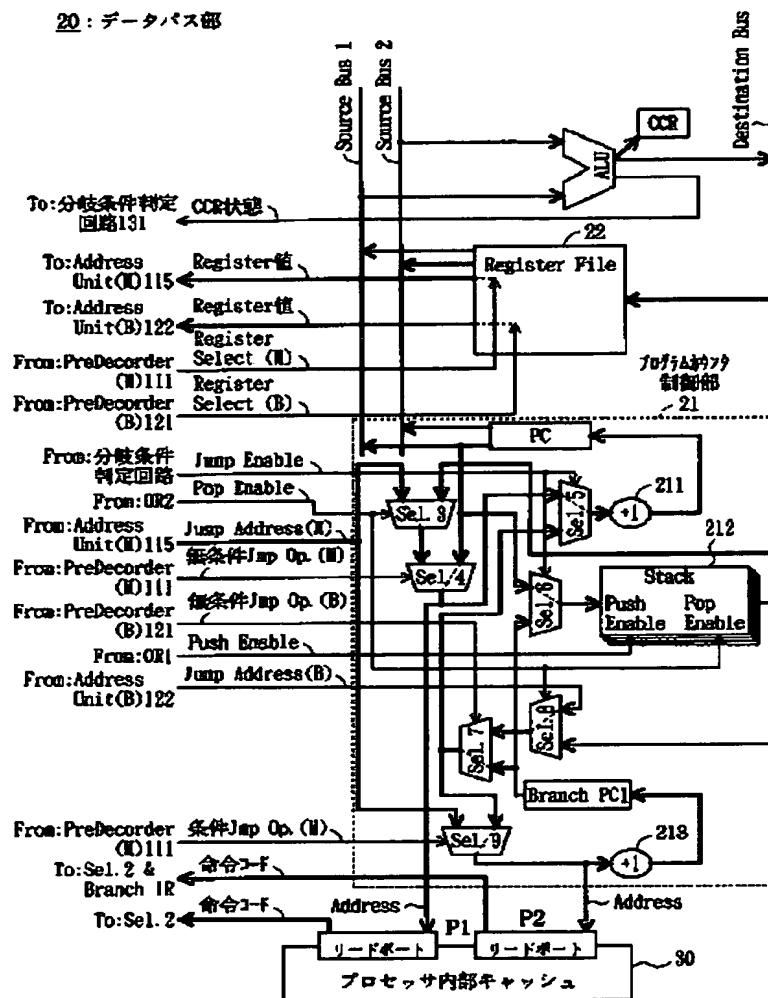 20：データパス部
Source Bus 1
Source Bus 2
Destination Bus
CCR
ALU
To:分岐条件判定
回路131
CCR状態
22
Register File
To:Address
Unit(M)115
Register値
To:Address
Unit(B)122
Register値
From:PreDecorder
(M)111
Register
Select (M)
From:PreDecorder
(B)121
Register
Select (B)
プログラムカウンタ
制御部
21
PC
From:分岐条件
判定回路
Jump Enable
From:OR2
Pop Enable
Sel.3
Sel.5
+1
211
From:Address
Unit(M)115
Jump Address(M)
212
From:PreDecorder
(M)111
無条件Jmp Op.(M)
Sel.4
Sel.6
Stack
Push
Enable
Pop
Enable
From:PreDecorder
(B)121
無条件Jmp Op.(B)
From:OR1
Push Enable
From:Address
Unit(B)122
Jump Address(B)
Sel.7
Sel.8
Branch PC1
From:PreDecorder
(M)111
条件Jmp Op.(M)
Sel.9
+1
213
To:Sel.2 &
Branch IR
命令コード
To:Sel.2
命令コード
Address
P1
P2
Address
リードポート
リードポート
30
プロセッサ内部キャッシュ